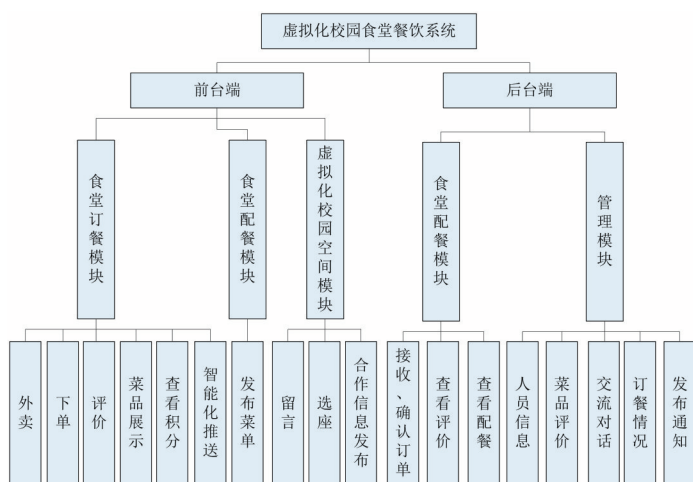 虚拟化校园食堂餐饮系统
前台端
后台端
食堂订餐模块
食堂配餐模块
虚拟化校园空间模块
食堂配餐模块
管理模块
外卖
下单
评价
菜品展示
查看积分
智能化推送
发布菜单
留言
选座
合作信息发布
接收、确认订单
查看评价
查看配餐
人员信息
菜品评价
交流对话
订餐情况
发布通知